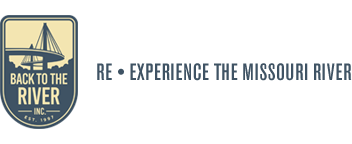 BACK TO THE
RIVER
INC.
EST. 1997
RE • EXPERIENCE THE MISSOURI RIVER